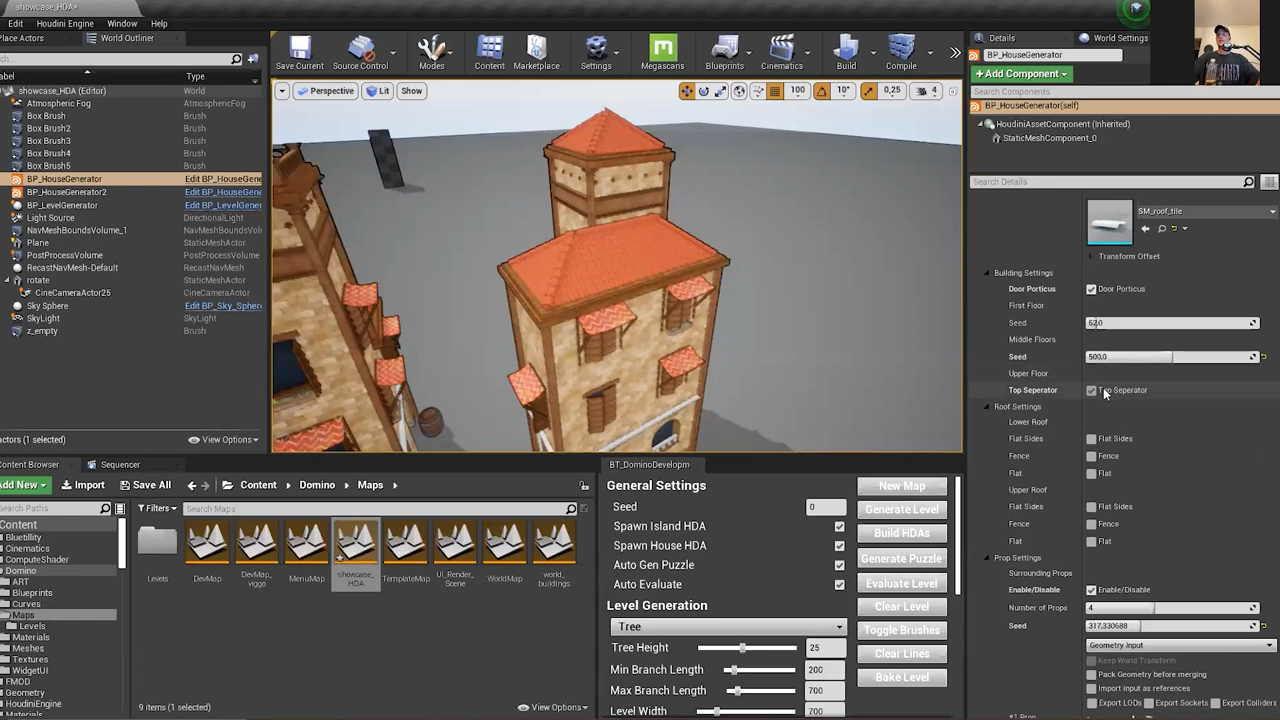 showcase_HDA*
Edit Houdini Engine Window Help
Place Actors World Outliner
ch...
abel Type
showcase_HDA (Editor) World
Atmospheric Fog AtmosphericFog
Box Brush Brush
Box Brush2 Brush
Box Brush3 Brush
Box Brush4 Brush
Box Brush5 Brush
BP_HouseGenerator Edit BP_HouseGene
BP_HouseGenerator2 Edit BP_HouseGene
BP_LevelGenerator Edit BP_LevelGenera
Light Source DirectionalLight
NavMeshBoundsVolume_1 NavMeshBoundsVolum
Plane StaticMeshActor
PostProcessVolume PostProcessVolume
RecastNavMesh-Default RecastNavMesh
rotate StaticMeshActor
CineCameraActor25 CineCameraActor
Sky Sphere Edit BP_Sky_Sphere
SkyLight SkyLight
z_empty Actor
actors (1 selected) View Options
Save Current Source Control Modes Content Marketplace Settings Megascans Blueprints Cinematics Build Compile
Perspective Lit Show 100 10° 0,25 4
Details World Settings
BP_HouseGenerator
+ Add Component
Search Components
BP_HouseGenerator(self)
HoudiniAssetComponent (Inherited)
StaticMeshComponent_0
Search Details
SM_roof_tile
Transform Offset
Building Settings
Door Porticus Door Porticus
First Floor
Seed 52,0
Middle Floors
Seed 500,0
Upper Floor
Top Seperator Top Seperator
Roof Settings
Lower Roof
Flat Sides Flat Sides
Fence Fence
Flat Flat
Upper Roof
Flat Sides Flat Sides
Fence Fence
Flat Flat
Prop Settings
Surrounding Props
Enable/Disable Enable/Disable
Number of Props 4
Seed 317,330688
Geometry Input
Keep World Transform
Pack Geometry before merging
Import input as references
Export LODs Export Sockets Export Colliders
Content Browser Sequencer
Add New Import Save All Content Domino Maps
Search Paths Filters Search Maps
Content
Bluetility
Cinematics
ComputeShader
Domino
ART
Blueprints
Curves
Maps
Levels
Materials
Meshes
Textures
WidgetUI
FMOD
Geometry
HoudiniEngine
Levels DevMap DevMap_viggo MenuMap showcase_HDA TemplateMap UI_Render_Scene WorldMap world_buildings
9 items (1 selected) View Options
BT_DominoDevelopm
General Settings
Seed 0
Spawn Island HDA
Spawn House HDA
Auto Gen Puzzle
Auto Evaluate
Level Generation
Tree
Tree Height 25
Min Branch Length 200
Max Branch Length 700
Level Width 700
New Map
Generate Level
Build HDAs
Generate Puzzle
Evaluate Level
Clear Level
Toggle Brushes
Clear Lines
Bake Level